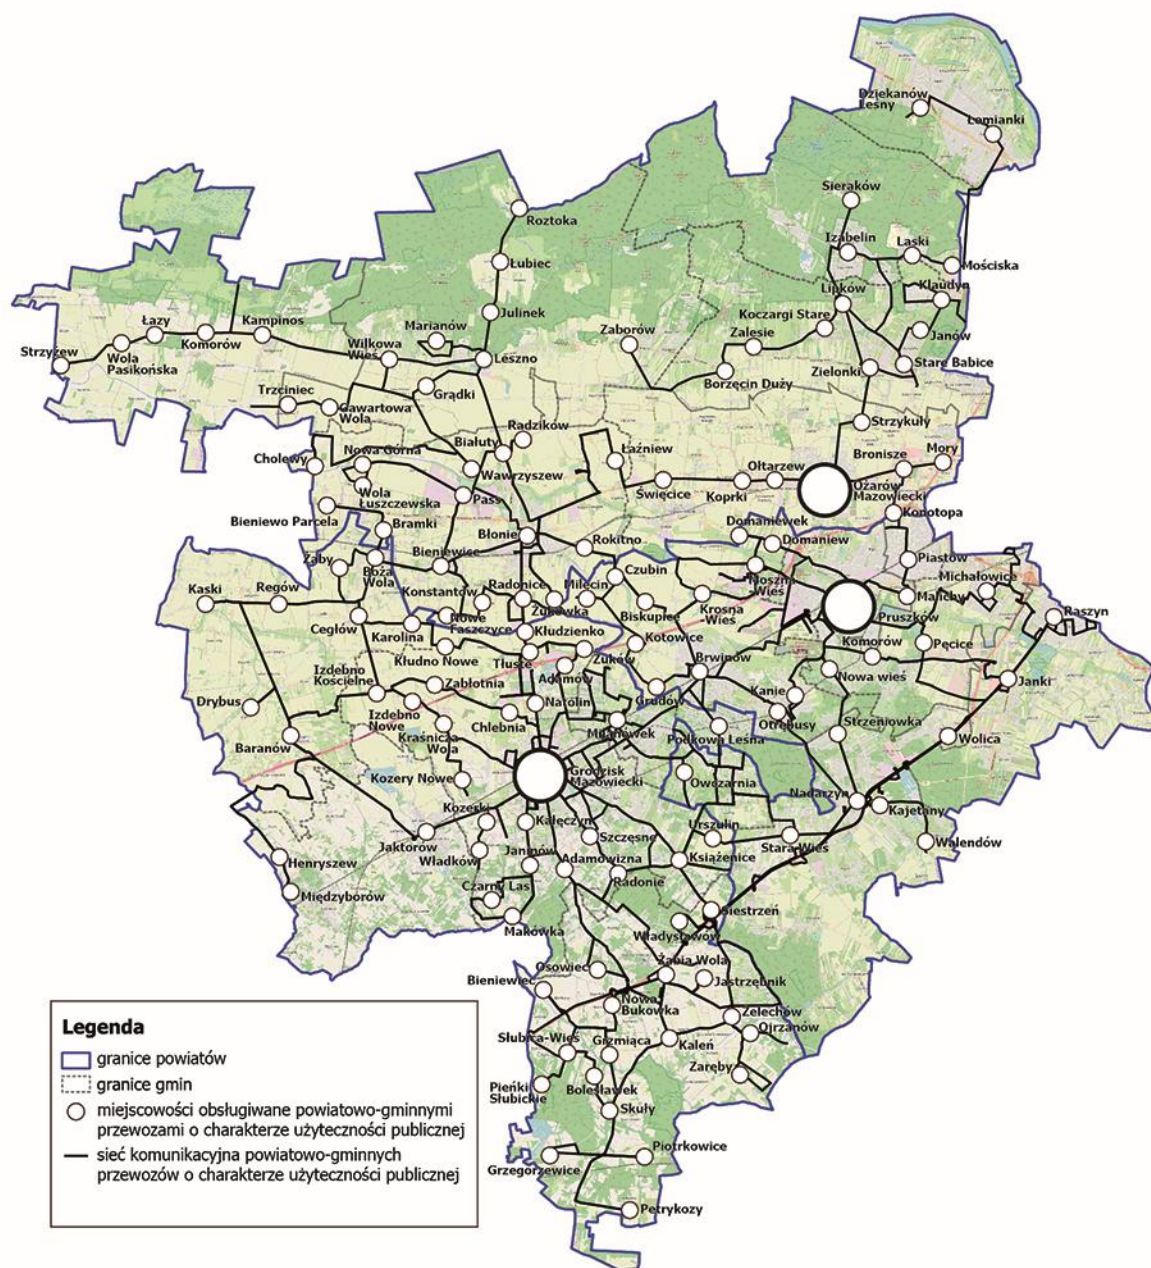 Dziekanów
Leśny
Łomianki
Sieraków
Roztoka
Izabelin
Laski
Mościska
Łubiec
Klaudyn
Lipków
Julinek
Koczargi Stare
Marianów
Zaborów
Zalesie
Janów
Łazy
Kampinos
Komorów
Strzyżew
Wola
Pasikońska
Wilkowa
Wieś
Leszno
Borzęcin Duży
Zielonki
Stare Babice
Trzciniec
Gawartowa
Wola
Grądki
Radzików
Strzykuły
Białuty
Łaźniew
Bronisze
Mory
Cholewy
Nowa Górna
Wawrzyszew
Ołtarzew
Wola
Łuszczewska
Pass
Święcice
Koprki
Ożarów
Mazowiecki
Konotopa
Bieniewo Parcela
Bramki
Błonie
Rokitno
Domaniewek
Domaniew
Żaby
Boża
Wola
Bieniewice
Piastów
Kaski
Regów
Konstantów
Radonice
Milęcin
Czubin
Moszna
-Wieś
Michałowice
Nowe
Faszczyce
Żukówka
Biskupice
Krosna
-Wieś
Malichy
Pruszków
Raszyn
Cegłów
Karolina
Kłudzienko
Kotowice
Komorów
Pęcice
Kłudno Nowe
Tłuste
Żuków
Brwinów
Izdebno
Kościelne
Zabłotnia
Adamów
Grudów
Kanie
Nowa wieś
Janki
Drybus
Izdebno
Nowe
Chlebnia
Natolin
Otrębusy
Baranów
Kraśnicza
Wola
Milanówek
Podkowa Leśna
Strzeniówka
Wolica
Kozery Nowe
Grodzisk
Mazowiecki
Owczarnia
Nadarzyn
Kajetany
Kozerki
Kałęczyn
Szczęsne
Urszulin
Stara Wieś
Walendów
Jaktorów
Władków
Janinów
Adamowizna
Książenice
Henryszew
Radonie
Międzyborów
Czarny Las
Makówka
Siestrzeń
Władysławów
Osowiec
Żabia Wola
Bieniewiec
Jastrzębnik
Nowa
Bukówka
Żelechów
Ojrzanów
Słubica-Wieś
Grzmiąca
Kaleń
Zaręby
Pieńki
Słubickie
Bolesławek
Skuły
Piotrkowice
Grzegorzewice
Petrykozy
Legenda
granice powiatów
granice gmin
miejscowości obsługiwane powiatowo-gminnymi
przewozami o charakterze użyteczności publicznej
sieć komunikacyjna powiatowo-gminnych
przewozów o charakterze użyteczności publicznej